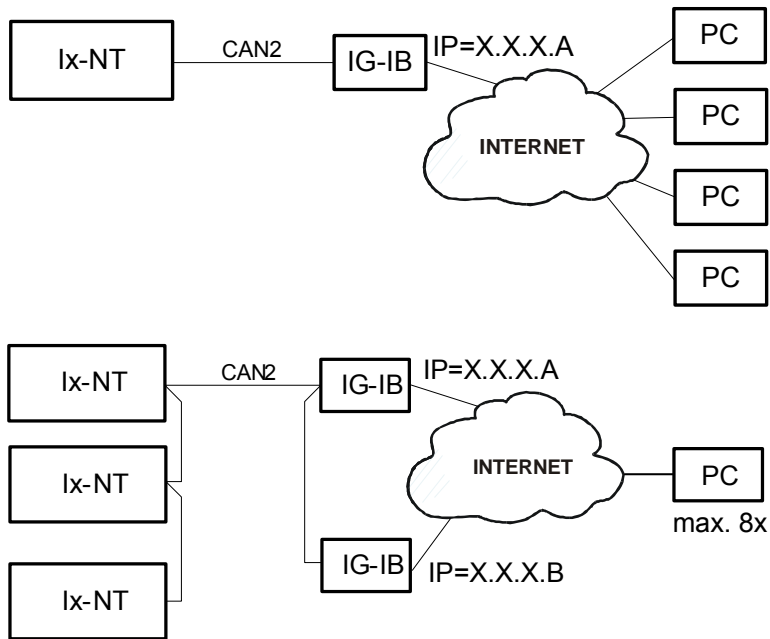 Ix-NT
CAN2
IG-IB
IP=X.X.X.A
INTERNET
PC
PC
PC
PC
Ix-NT
CAN2
IG-IB
IP=X.X.X.A
Ix-NT
INTERNET
PC
max. 8x
Ix-NT
IG-IB
IP=X.X.X.B